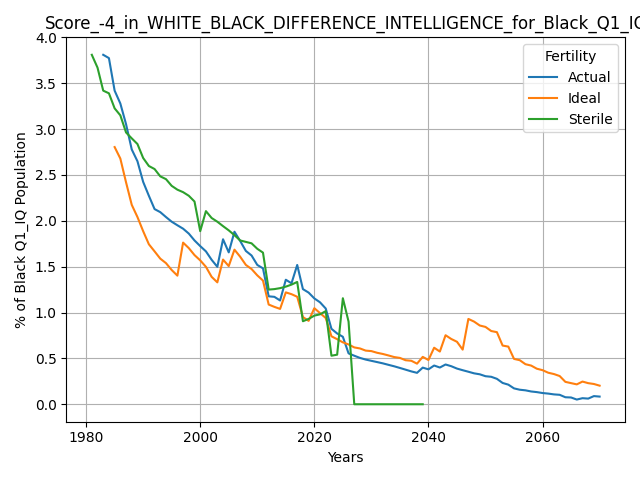 Score_-4_in_WHITE_BLACK_DIFFERENCE_INTELLIGENCE_for_Black_Q1_IQ
% of Black Q1_IQ Population
4.0
3.5
3.0
2.5
2.0
1.5
1.0
0.5
0.0
Fertility
Actual
Ideal
Sterile
1980 2000 2020 2040 2060
Years